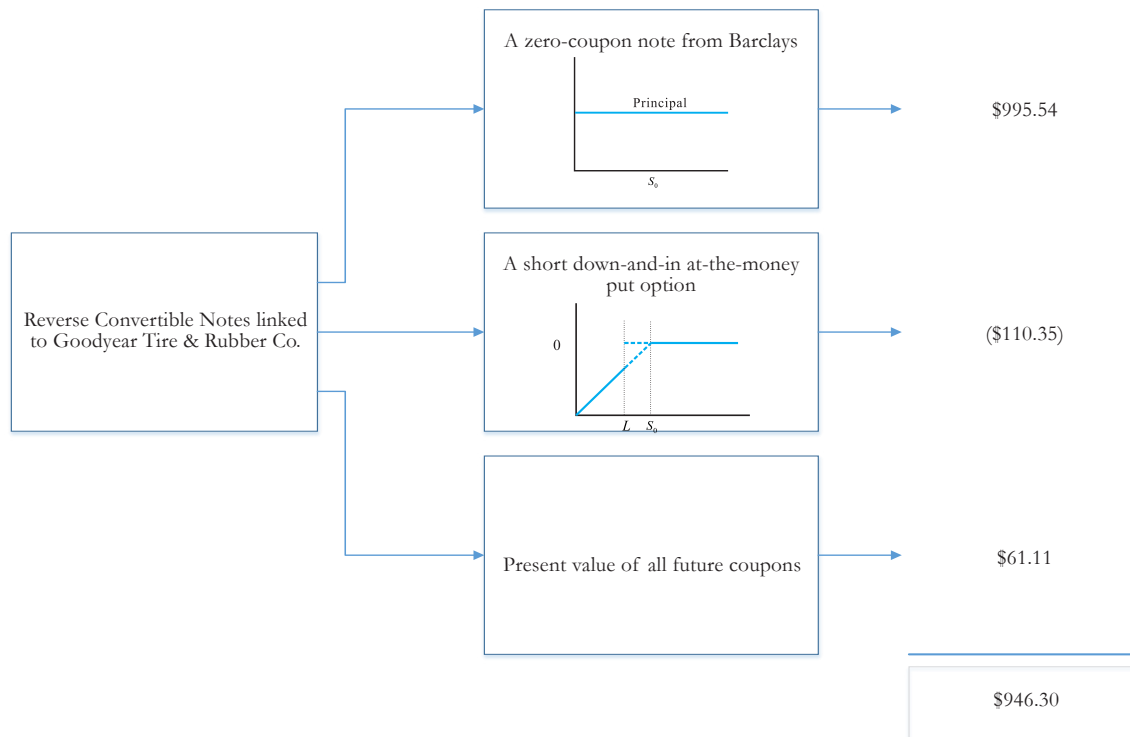 A zero-coupon note from Barclays
Principal
S₀
$995.54
Reverse Convertible Notes linked
to Goodyear Tire & Rubber Co.
A short down-and-in at-the-money
put option
0
L S₀
($110.35)
Present value of all future coupons
$61.11
$946.30